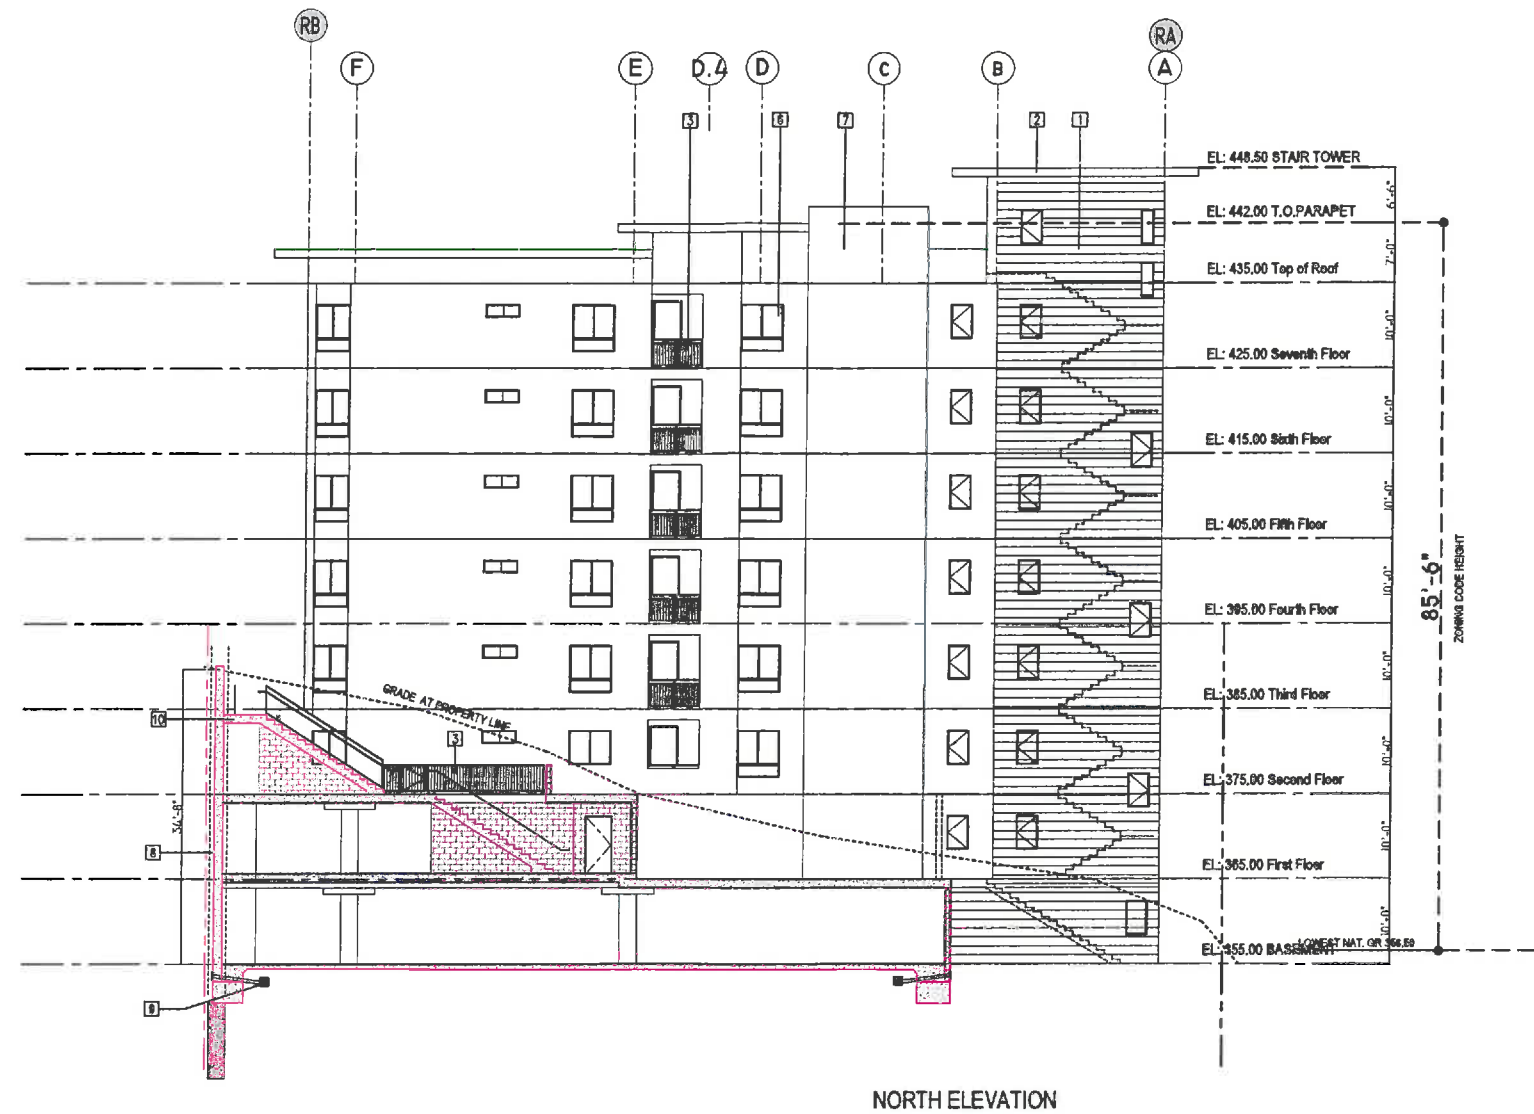 RB
RA
F
E
D.4
D
C
B
A
3
6
7
2
1
EL: 448.50 STAIR TOWER
6'-6"
EL: 442.00 T.O.PARAPET
7'-0"
EL: 435.00 Top of Roof
10'-0"
EL: 425.00 Seventh Floor
10'-0"
EL: 415.00 Sixth Floor
10'-0"
EL: 405.00 Fifth Floor
10'-0"
EL: 395.00 Fourth Floor
85'-6"
ZONING CODE HEIGHT
10'-0"
EL: 385.00 Third Floor
GRADE AT PROPERTY LINE
10
3
10'-0"
EL: 375.00 Second Floor
34'-8"
8
10'-0"
EL: 365.00 First Floor
10'-0"
LOWEST NAT. GR 356.50
EL: 355.00 BASEMENT
9
NORTH ELEVATION